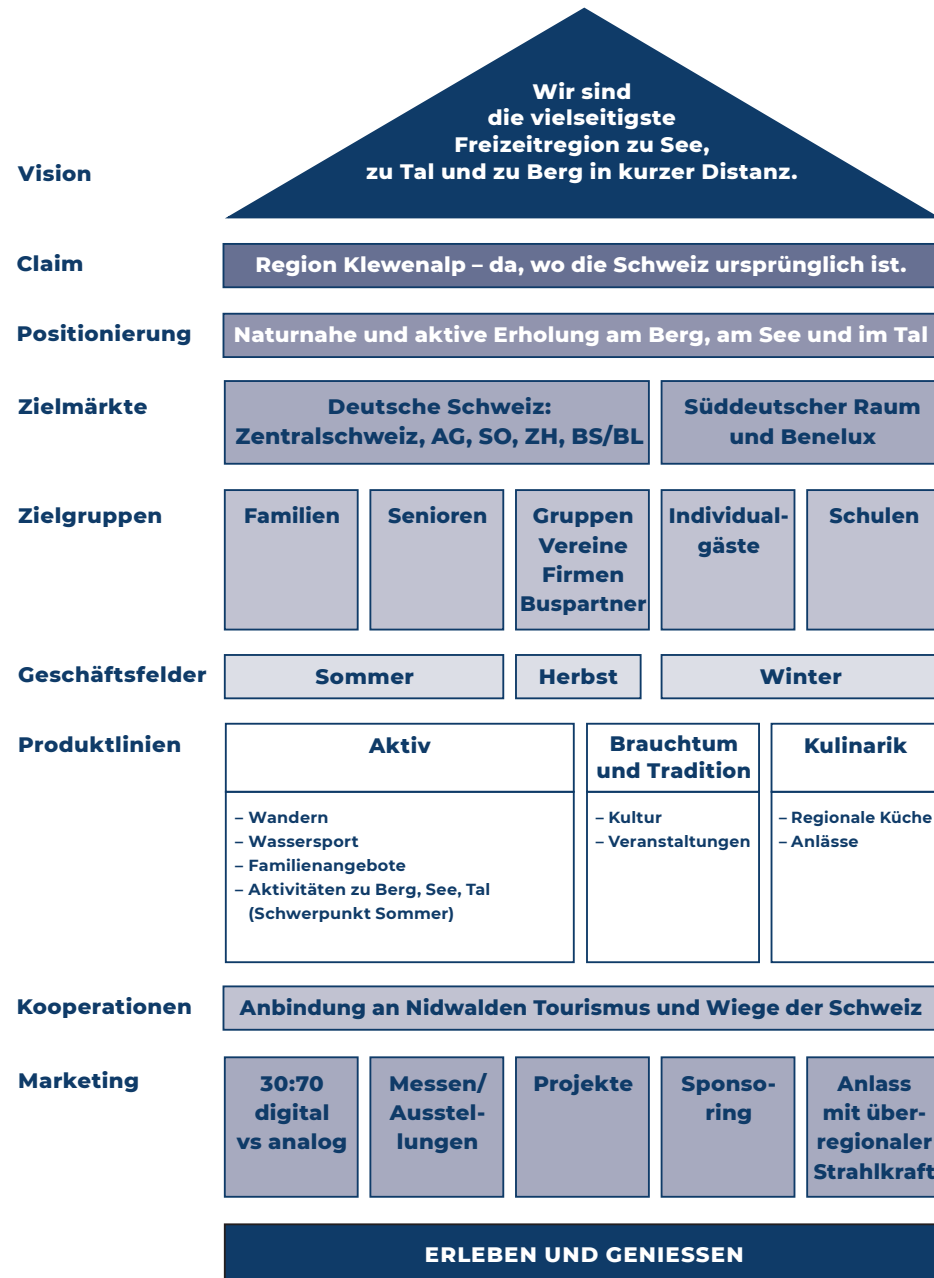 Vision
Wir sind
die vielseitigste
Freizeitregion zu See,
zu Tal und zu Berg in kurzer Distanz.
Claim
Region Klewenalp – da, wo die Schweiz ursprünglich ist.
Positionierung
Naturnahe und aktive Erholung am Berg, am See und im Tal
Zielmärkte
Deutsche Schweiz:
Zentralschweiz, AG, SO, ZH, BS/BL
Süddeutscher Raum
und Benelux
Zielgruppen
Familien
Senioren
Gruppen
Vereine
Firmen
Buspartner
Individual-
gäste
Schulen
Geschäftsfelder
Sommer
Herbst
Winter
Produktlinien
Aktiv
– Wandern
– Wassersport
– Familienangebote
– Aktivitäten zu Berg, See, Tal
(Schwerpunkt Sommer)
Brauchtum
und Tradition
– Kultur
– Veranstaltungen
Kulinarik
– Regionale Küche
– Anlässe
Kooperationen
Anbindung an Nidwalden Tourismus und Wiege der Schweiz
Marketing
30:70
digital
vs analog
Messen/
Ausstel-
lungen
Projekte
Sponso-
ring
Anlass
mit über-
regionaler
Strahlkraft
ERLEBEN UND GENIESSEN